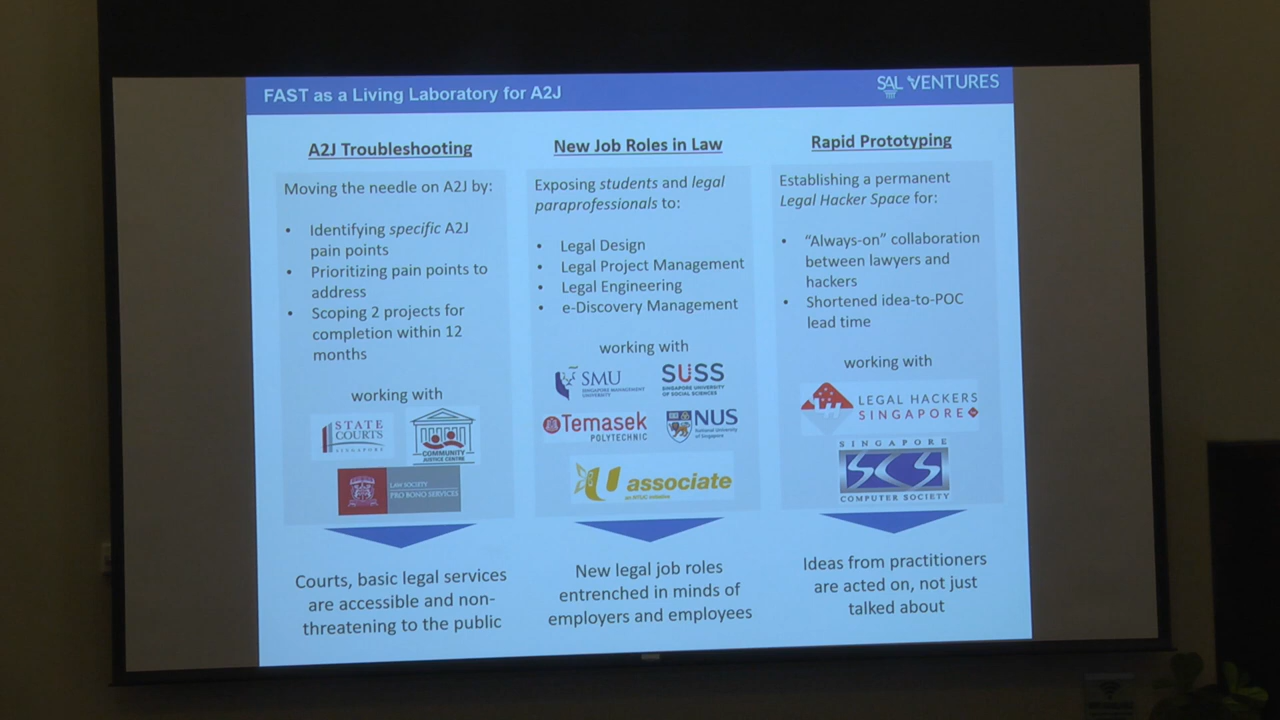 FAST as a Living Laboratory for A2J
SAL VENTURES
A2J Troubleshooting
Moving the needle on A2J by:
• Identifying specific A2J
pain points
• Prioritizing pain points to
address
• Scoping 2 projects for
completion within 12
months
working with
STATE
COURTS
SINGAPORE
COMMUNITY
JUSTICE CENTRE
LAW SOCIETY
PRO BONO SERVICES
Courts, basic legal services
are accessible and non-
threatening to the public
New Job Roles in Law
Exposing students and legal
paraprofessionals to:
• Legal Design
• Legal Project Management
• Legal Engineering
• e-Discovery Management
working with
SMU
SINGAPORE MANAGEMENT
UNIVERSITY
SUSS
SINGAPORE UNIVERSITY
OF SOCIAL SCIENCES
Temasek
POLYTECHNIC
NUS
National University
of Singapore
U associate
an NTUC initiative
New legal job roles
entrenched in minds of
employers and employees
Rapid Prototyping
Establishing a permanent
Legal Hacker Space for:
• “Always-on” collaboration
between lawyers and
hackers
• Shortened idea-to-POC
lead time
working with
LEGAL HACKERS
SINGAPORE
SINGAPORE
SCS
COMPUTER SOCIETY
Ideas from practitioners
are acted on, not just
talked about